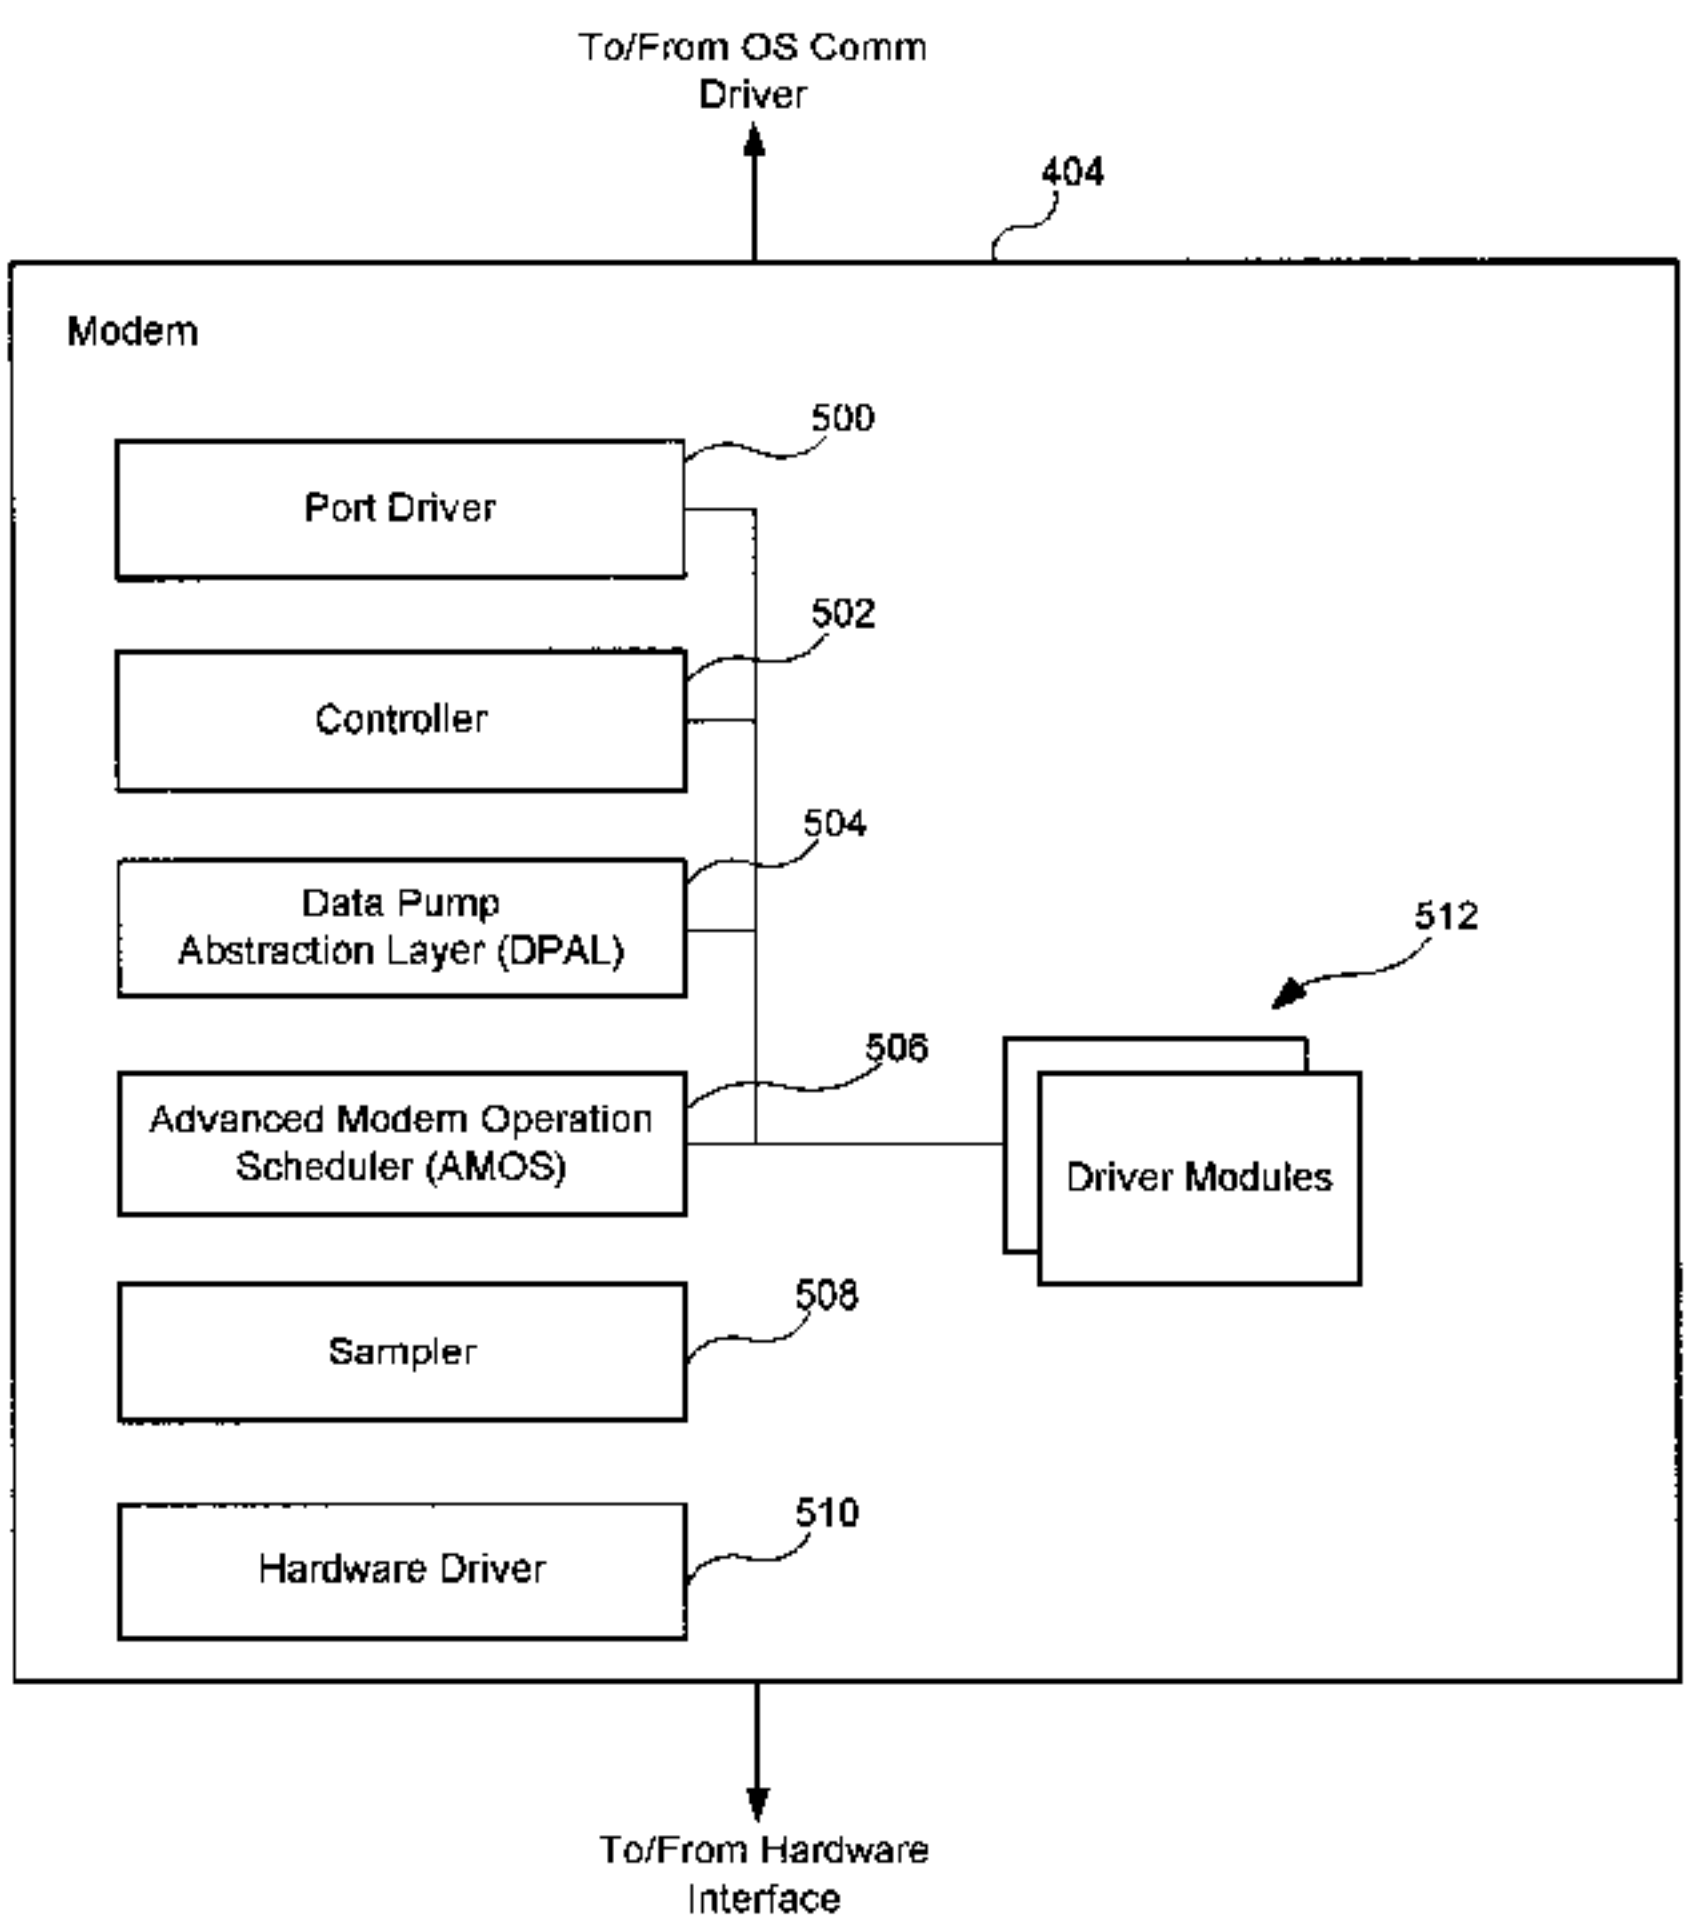 To/From OS Comm
Driver
404
Modem
500
Port Driver
502
Controller
504
Data Pump
Abstraction Layer (DPAL)
512
506
Advanced Modem Operation
Scheduler (AMOS)
Driver Modules
508
Sampler
510
Hardware Driver
To/From Hardware
Interface